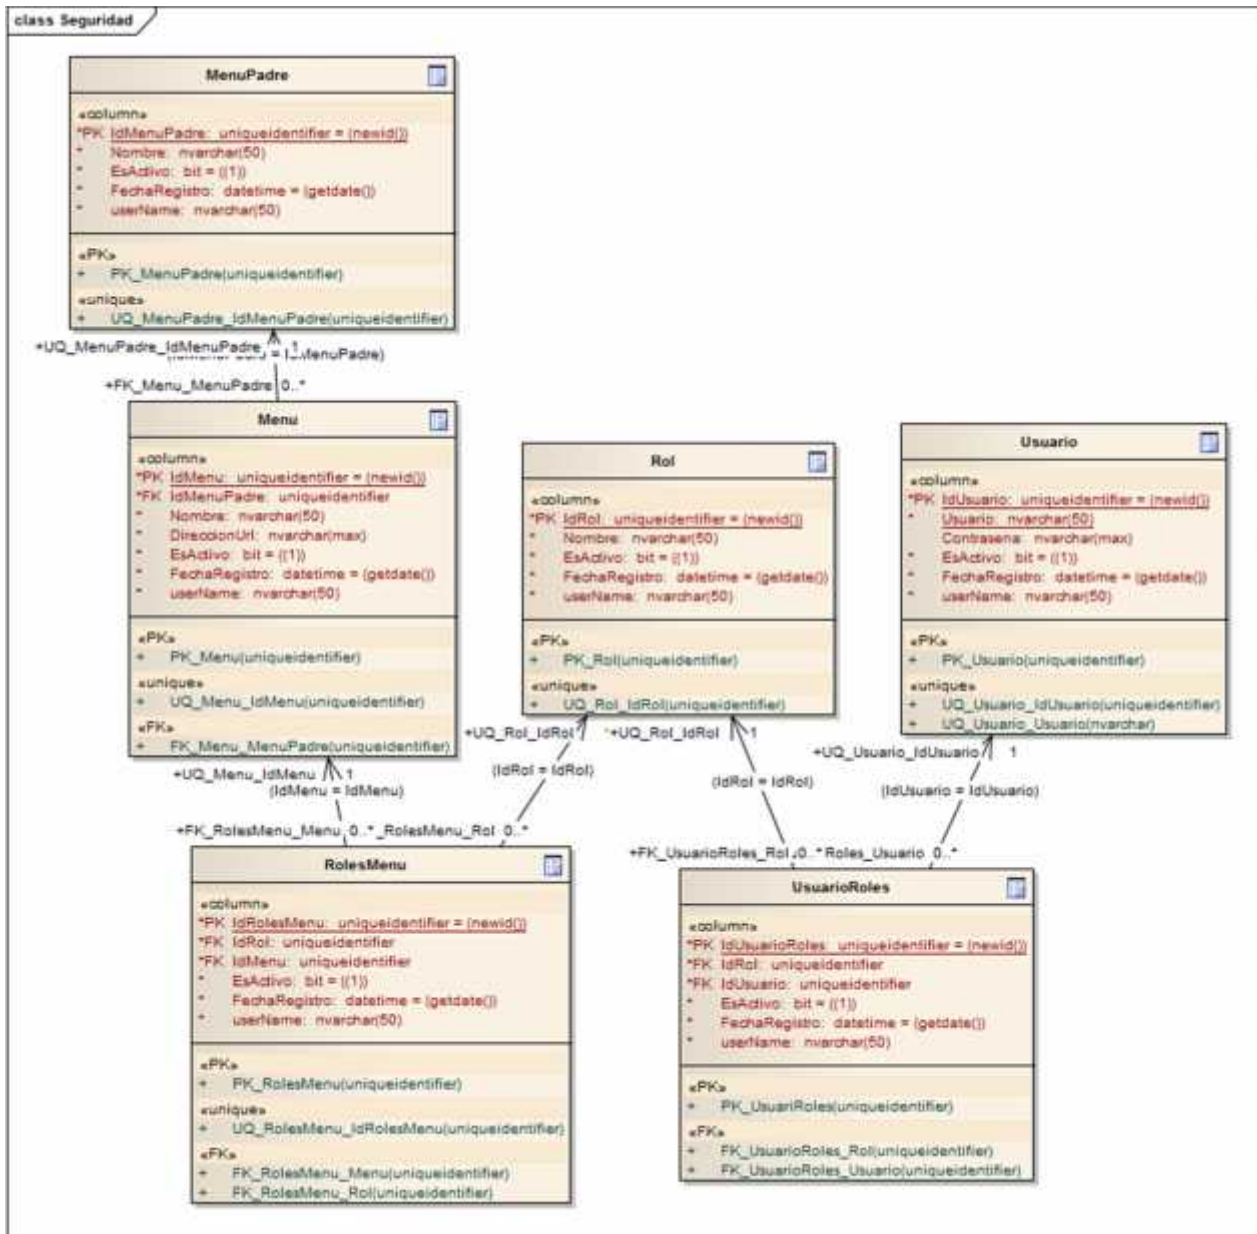 class Seguridad
MenuPadre
«column»
*PK IdMenuPadre: uniqueidentifier = (newid())
* Nombre: nvarchar(50)
* EsActivo: bit = ((1))
* FechaRegistro: datetime = (getdate())
* userName: nvarchar(50)
«PK»
+ PK_MenuPadre(uniqueidentifier)
«unique»
+ UQ_MenuPadre_IdMenuPadre(uniqueidentifier)
+UQ_MenuPadre_IdMenuPadre 1
= IdMenuPadre)
+FK_Menu_MenuPadre 0..*
Menu
«column»
*PK IdMenu: uniqueidentifier = (newid())
*FK IdMenuPadre: uniqueidentifier
* Nombre: nvarchar(50)
* DireccionUrl: nvarchar(max)
* EsActivo: bit = ((1))
* FechaRegistro: datetime = (getdate())
* userName: nvarchar(50)
«PK»
+ PK_Menu(uniqueidentifier)
«unique»
+ UQ_Menu_IdMenu(uniqueidentifier)
«FK»
+ FK_Menu_MenuPadre(uniqueidentifier)
Rol
«column»
*PK IdRol: uniqueidentifier = (newid())
* Nombre: nvarchar(50)
* EsActivo: bit = ((1))
* FechaRegistro: datetime = (getdate())
* userName: nvarchar(50)
«PK»
+ PK_Rol(uniqueidentifier)
«unique»
+ UQ_Rol_IdRol(uniqueidentifier)
Usuario
«column»
*PK IdUsuario: uniqueidentifier = (newid())
* Usuario: nvarchar(50)
Contrasena: nvarchar(max)
* EsActivo: bit = ((1))
* FechaRegistro: datetime = (getdate())
* userName: nvarchar(50)
«PK»
+ PK_Usuario(uniqueidentifier)
«unique»
+ UQ_Usuario_IdUsuario(uniqueidentifier)
+ UQ_Usuario_Usuario(nvarchar)
+UQ_Menu_IdMenu 1
(IdMenu = IdMenu)
+UQ_Rol_IdRol
(IdRol = IdRol)
+UQ_Rol_IdRol 1
(IdRol = IdRol)
+UQ_Usuario_IdUsuario 1
(IdUsuario = IdUsuario)
+FK_RolesMenu_Menu 0..*
_RolesMenu_Rol 0..*
+FK_UsuarioRoles_Rol 0..*
Roles_Usuario 0..*
RolesMenu
«column»
*PK IdRolesMenu: uniqueidentifier = (newid())
*FK IdRol: uniqueidentifier
*FK IdMenu: uniqueidentifier
* EsActivo: bit = ((1))
* FechaRegistro: datetime = (getdate())
* userName: nvarchar(50)
«PK»
+ PK_RolesMenu(uniqueidentifier)
«unique»
+ UQ_RolesMenu_IdRolesMenu(uniqueidentifier)
«FK»
+ FK_RolesMenu_Menu(uniqueidentifier)
+ FK_RolesMenu_Rol(uniqueidentifier)
UsuarioRoles
«column»
*PK IdUsuarioRoles: uniqueidentifier = (newid())
*FK IdRol: uniqueidentifier
*FK IdUsuario: uniqueidentifier
* EsActivo: bit = ((1))
* FechaRegistro: datetime = (getdate())
* userName: nvarchar(50)
«PK»
+ PK_UsuariRoles(uniqueidentifier)
«FK»
+ FK_UsuarioRoles_Rol(uniqueidentifier)
+ FK_UsuarioRoles_Usuario(uniqueidentifier)